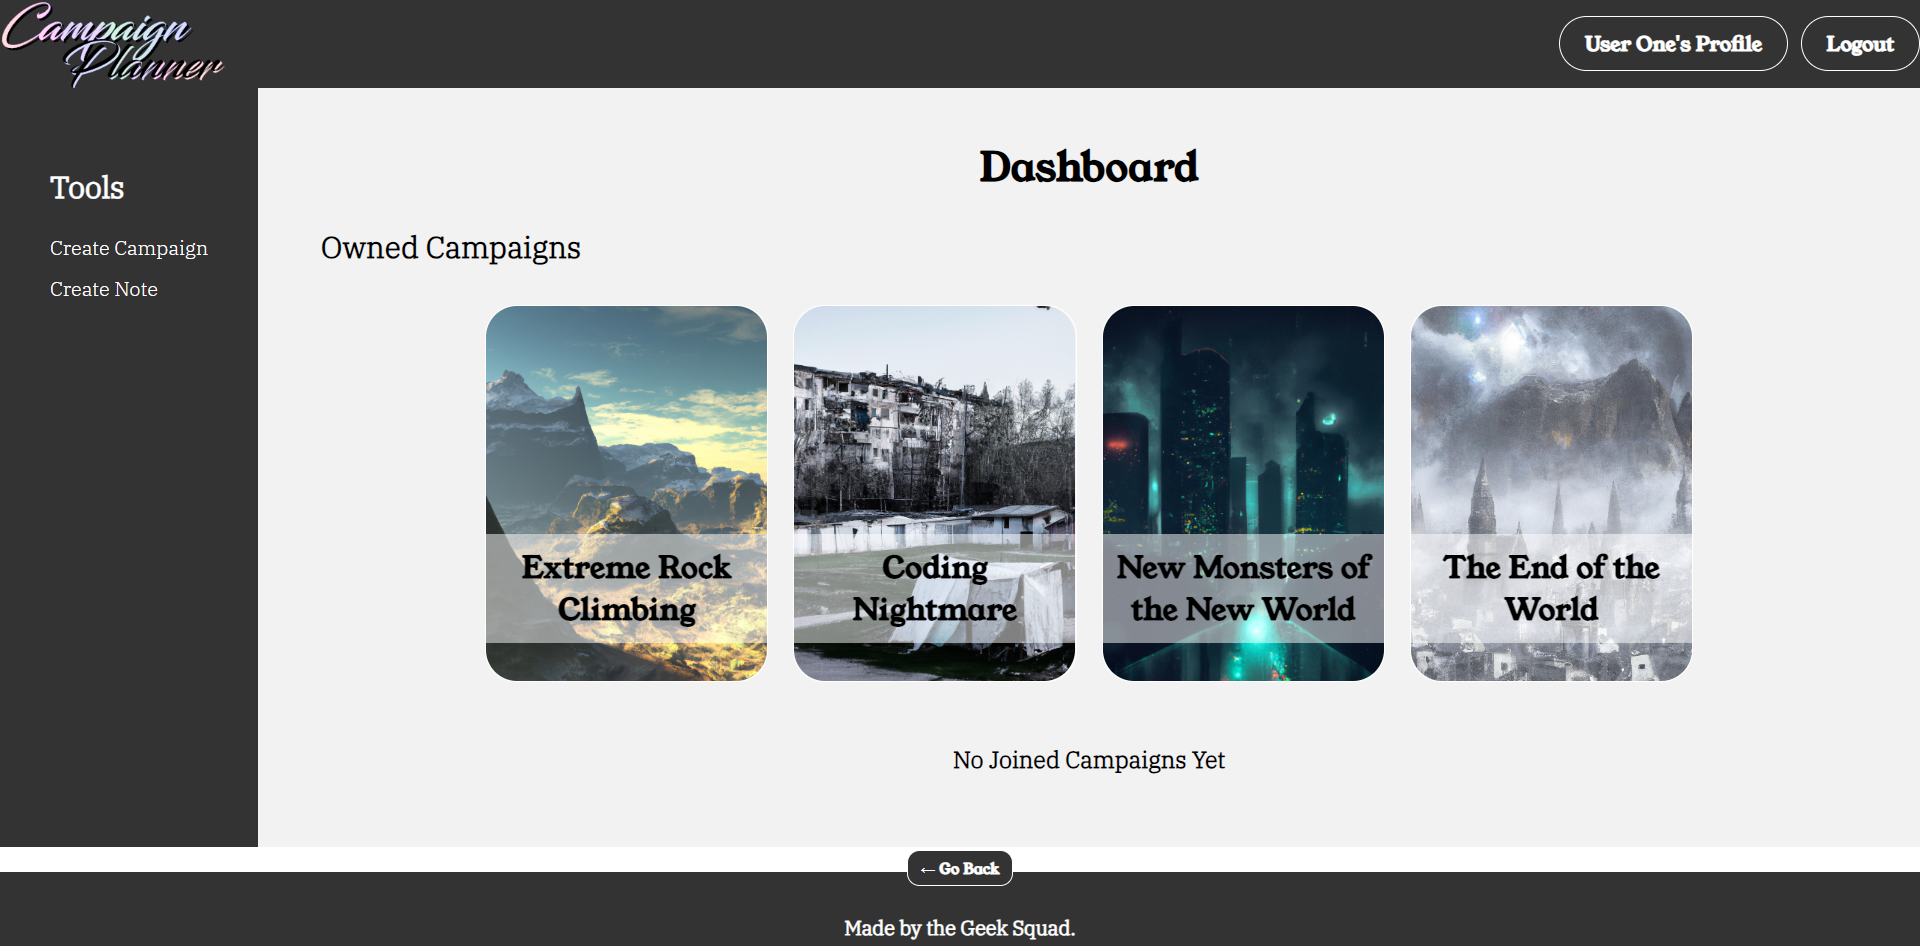 Campaign
Planner
User One's Profile
Logout
Tools
Create Campaign
Create Note
Dashboard
Owned Campaigns
Extreme Rock
Climbing
Coding
Nightmare
New Monsters of
the New World
The End of the
World
No Joined Campaigns Yet
← Go Back
Made by the Geek Squad.